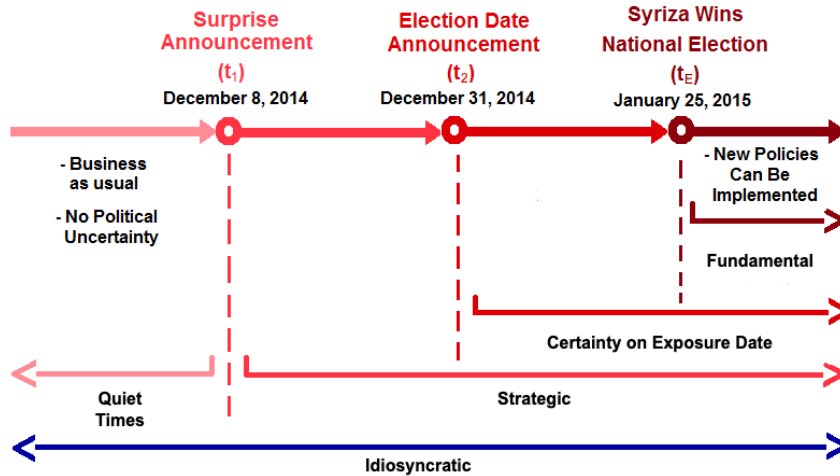 Surprise
Announcement
(t₁)
December 8, 2014
Election Date
Announcement
(t₂)
December 31, 2014
Syriza Wins
National Election
(tE)
January 25, 2015
- Business
as usual
- No Political
Uncertainty
- New Policies
Can Be
Implemented
Fundamental
Certainty on Exposure Date
Quiet
Times
Strategic
Idiosyncratic